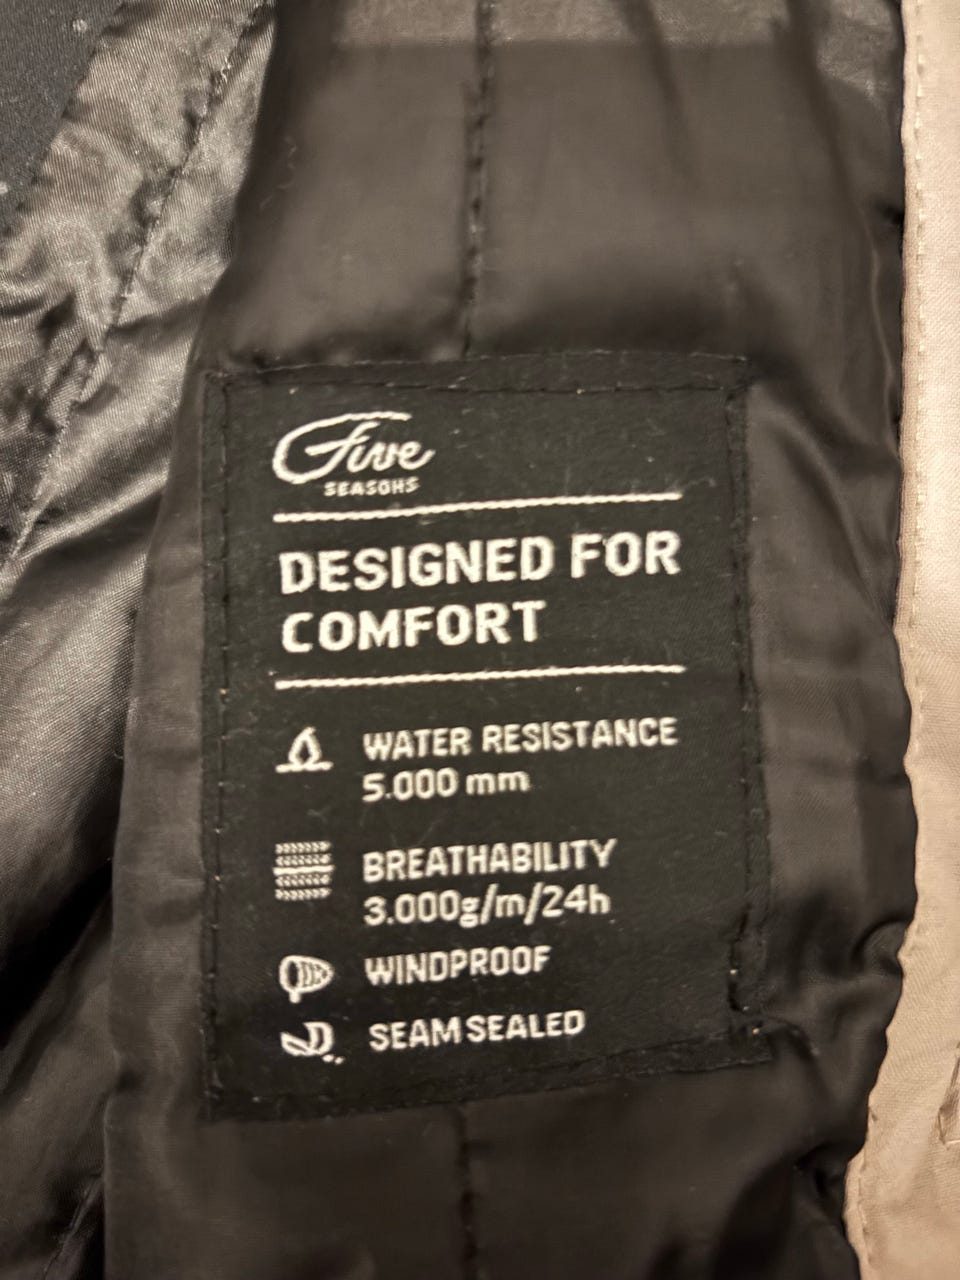 Five
SEASONS
DESIGNED FOR
COMFORT
WATER RESISTANCE
5.000 mm
BREATHABILITY
3.000g/m/24h
WINDPROOF
SEAM SEALED